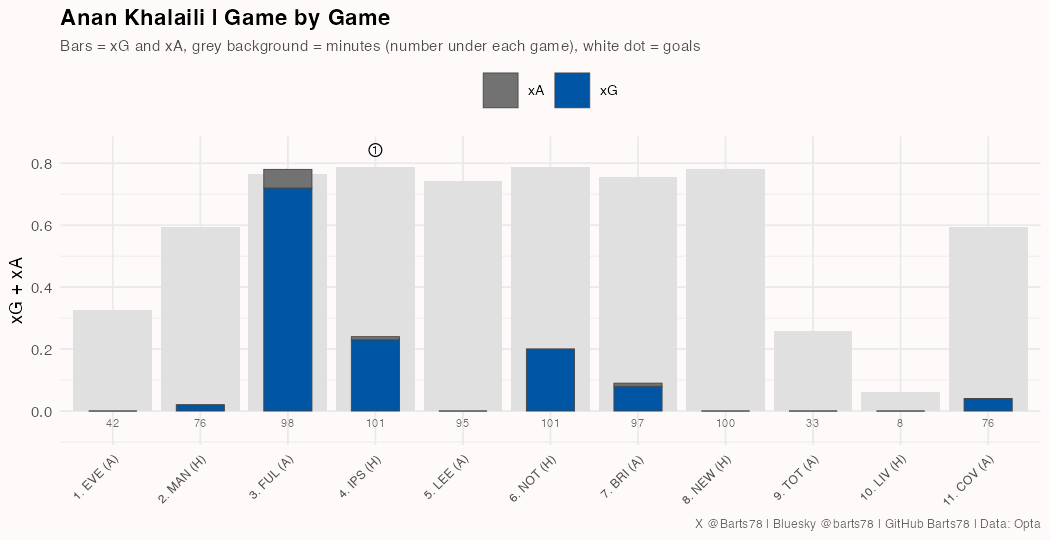 Anan Khalaili | Game by Game
Bars = xG and xA, grey background = minutes (number under each game), white dot = goals
xA xG
1
0.8
0.6
0.4
0.2
0.0
xG + xA
42 76 98 101 95 101 97 100 33 8 76
1. EVE (A)
2. MAN (H)
3. FUL (A)
4. IPS (H)
5. LEE (A)
6. NOT (H)
7. BRI (A)
8. NEW (H)
9. TOT (A)
10. LIV (H)
11. COV (A)
X @Barts78 | Bluesky @barts78 | GitHub Barts78 | Data: Opta